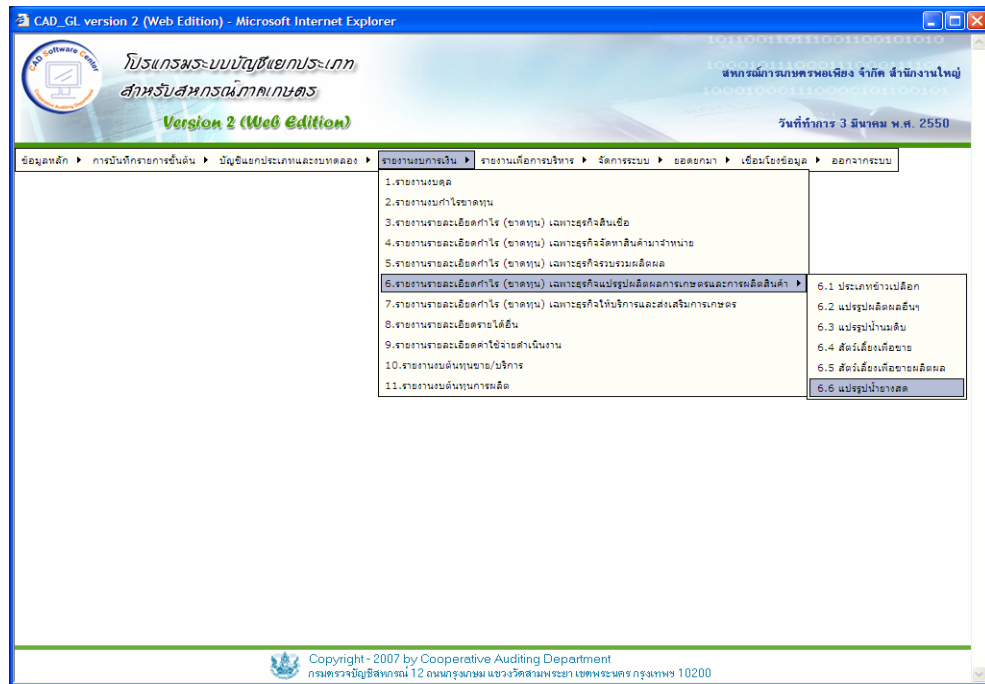 CAD_GL version 2 (Web Edition) - Microsoft Internet Explorer
CAD Software Center
Cooperative Auditing Department
โปรแกรมระบบบัญชีแยกประเภท
สำหรับสหกรณ์ภาคเกษตร
Version 2 (Web Edition)
สหกรณ์การเกษตรพอเพียง จำกัด สำนักงานใหญ่
วันที่ทำการ 3 มีนาคม พ.ศ. 2550
ข้อมูลหลัก การบันทึกรายการขั้นต้น บัญชีแยกประเภทและงบทดลอง รายงานงบการเงิน รายงานเพื่อการบริหาร จัดการระบบ ยอดยกมา เชื่อมโยงข้อมูล ออกจากระบบ
1.รายงานงบดุล
2.รายงานงบกำไรขาดทุน
3.รายงานรายละเอียดกำไร (ขาดทุน) เฉพาะธุรกิจสินเชื่อ
4.รายงานรายละเอียดกำไร (ขาดทุน) เฉพาะธุรกิจจัดหาสินค้ามาจำหน่าย
5.รายงานรายละเอียดกำไร (ขาดทุน) เฉพาะธุรกิจรวบรวมผลิตผล
6.รายงานรายละเอียดกำไร (ขาดทุน) เฉพาะธุรกิจแปรรูปผลิตผลการเกษตรและการผลิตสินค้า
7.รายงานรายละเอียดกำไร (ขาดทุน) เฉพาะธุรกิจให้บริการและส่งเสริมการเกษตร
8.รายงานรายละเอียดรายได้อื่น
9.รายงานรายละเอียดค่าใช้จ่ายดำเนินงาน
10.รายงานงบต้นทุนขาย/บริการ
11.รายงานงบต้นทุนการผลิต
6.1 ประเภทข้าวเปลือก
6.2 แปรรูปผลิตผลอื่นๆ
6.3 แปรรูปน้ำนมดิบ
6.4 สัตว์เลี้ยงเพื่อขาย
6.5 สัตว์เลี้ยงเพื่อขายผลิตผล
6.6 แปรรูปน้ำยางสด
Copyright - 2007 by Cooperative Auditing Department
กรมตรวจบัญชีสหกรณ์ 12 ถนนกรุงเกษม แขวงวัดสามพระยา เขตพระนคร กรุงเทพฯ 10200